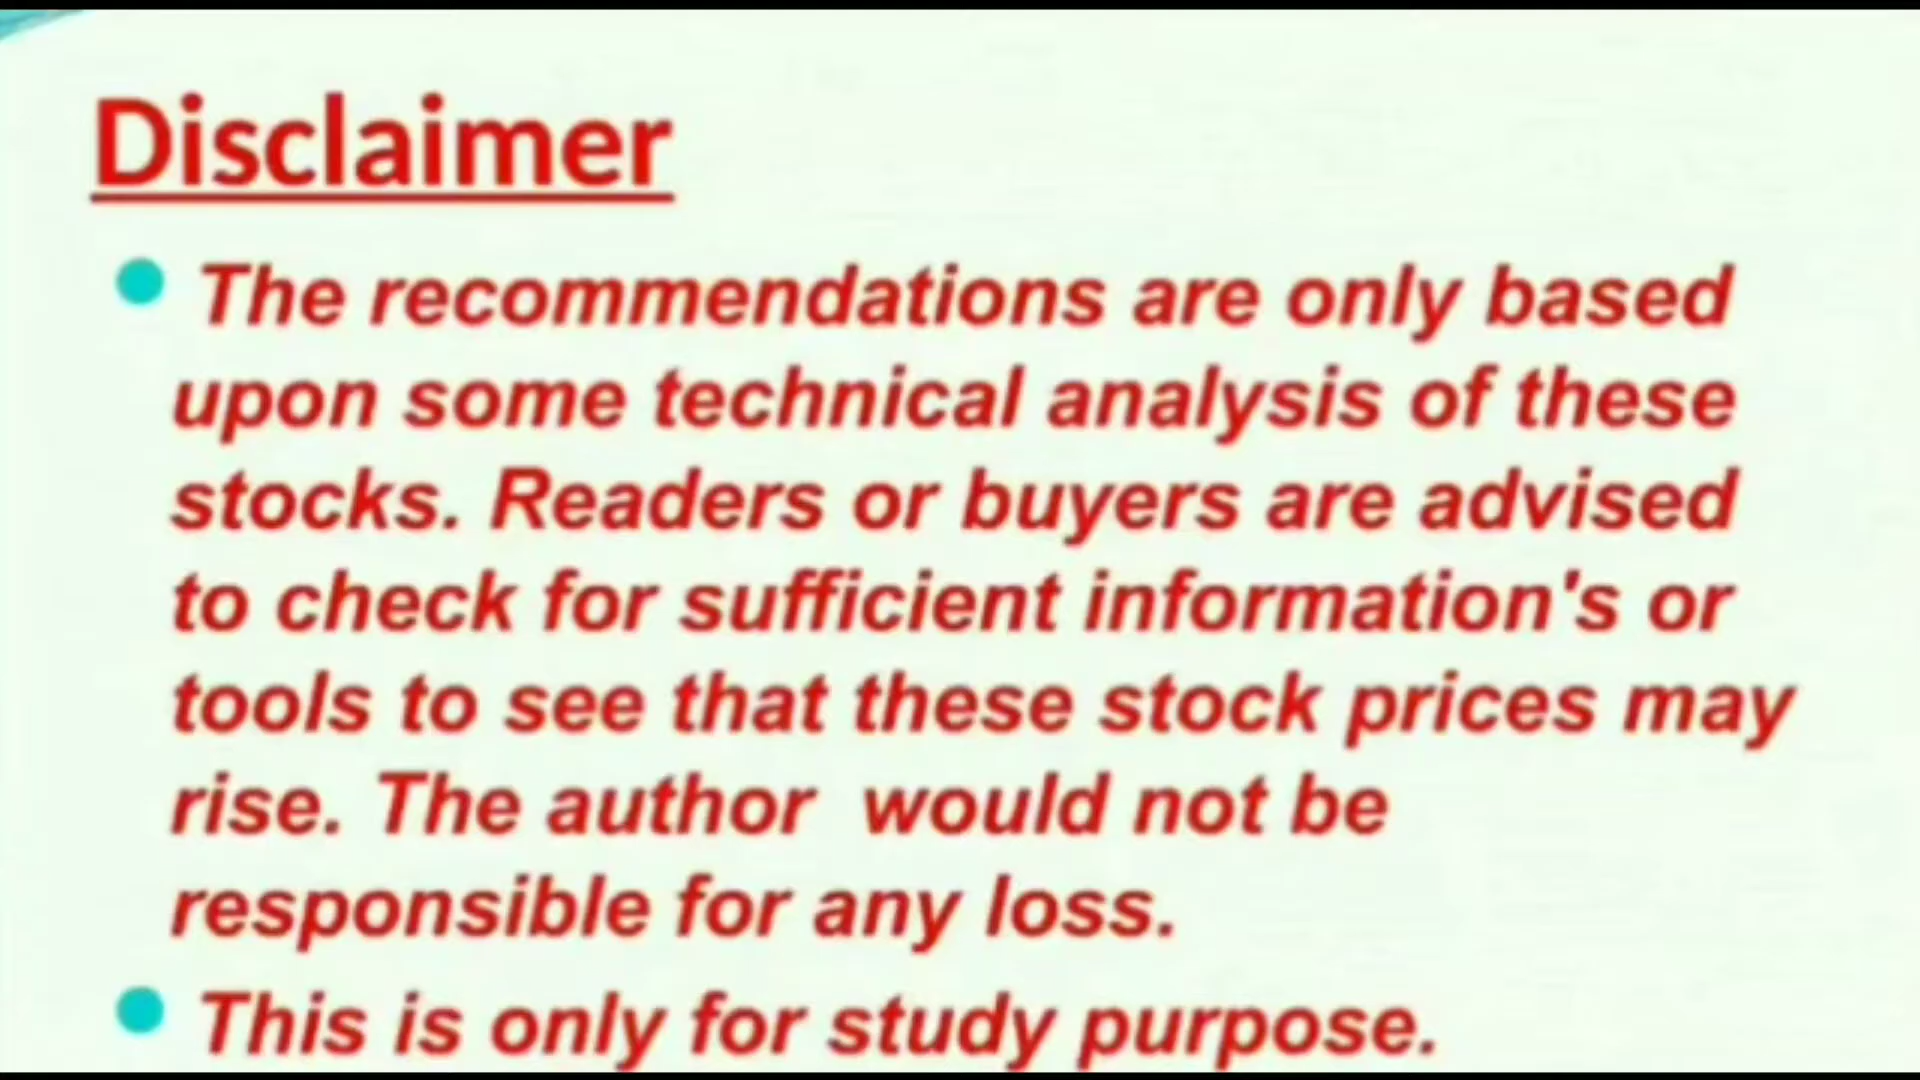 Disclaimer
The recommendations are only based
upon some technical analysis of these
stocks. Readers or buyers are advised
to check for sufficient information's or
tools to see that these stock prices may
rise. The author would not be
responsible for any loss.
This is only for study purpose.